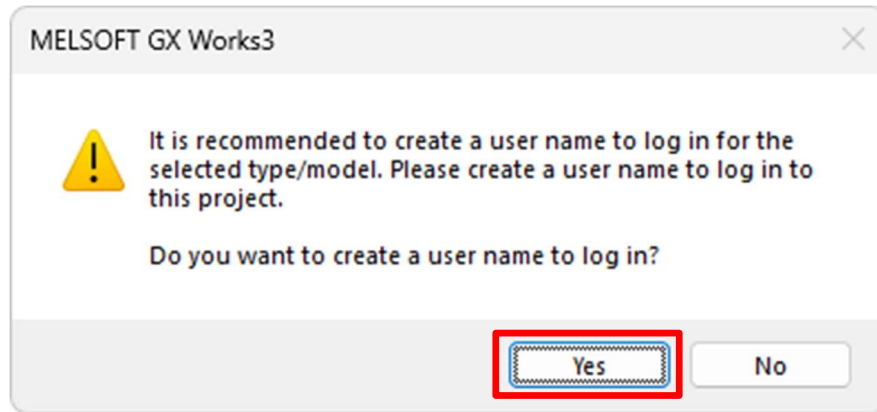 MELSOFT GX Works3
It is recommended to create a user name to log in for the
selected type/model. Please create a user name to log in to
this project.
Do you want to create a user name to log in?
Yes
No